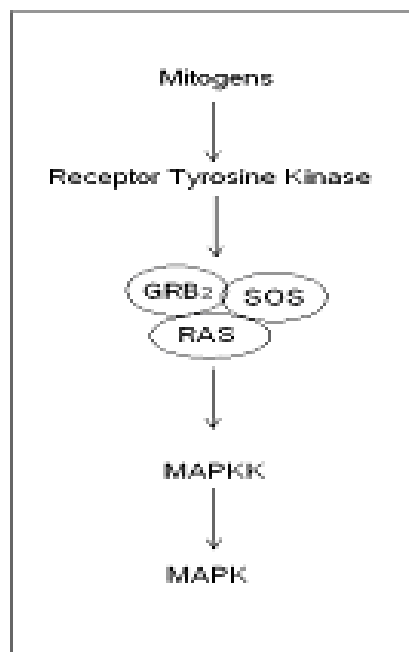 Mitogens
Receptor Tyrosine Kinase
GRB2 SOS
RAS
MAPKK
MAPK